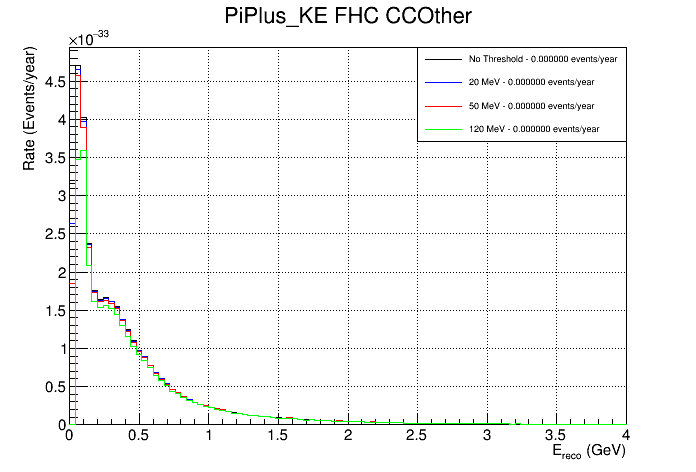 PiPlus_KE FHC CCOther
×10⁻³³
Rate (Events/year)
4.5
4
3.5
3
2.5
2
1.5
1
0.5
0
No Threshold - 0.000000 events/year
20 MeV - 0.000000 events/year
50 MeV - 0.000000 events/year
120 MeV - 0.000000 events/year
0 0.5 1 1.5 2 2.5 3 3.5 4
E_reco (GeV)